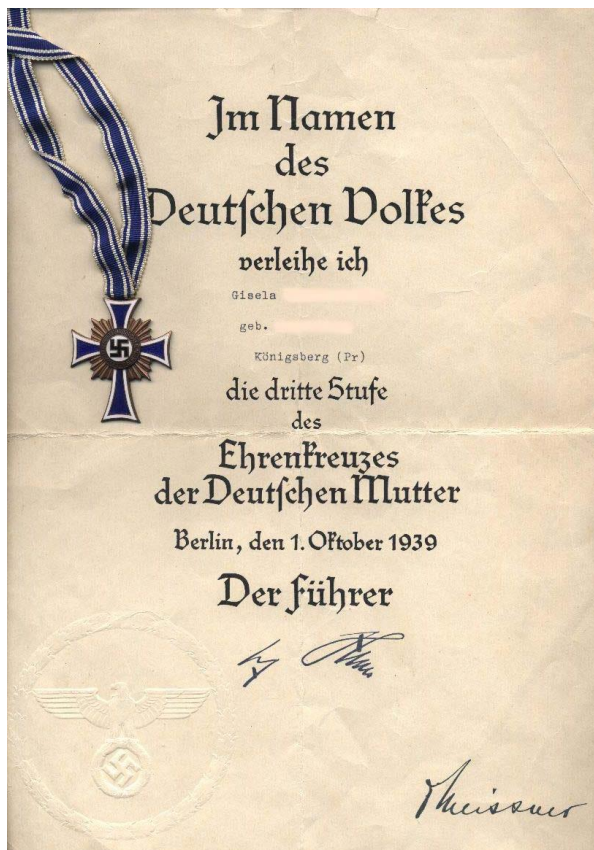 Im Namen
des
Deutschen Volkes
verleihe ich
Gisela
geb.
Königsberg (Pr)
die dritte Stufe
des
Ehrenkreuzes
der Deutschen Mutter
Berlin, den 1. Oktober 1939
Der Führer
Meissner